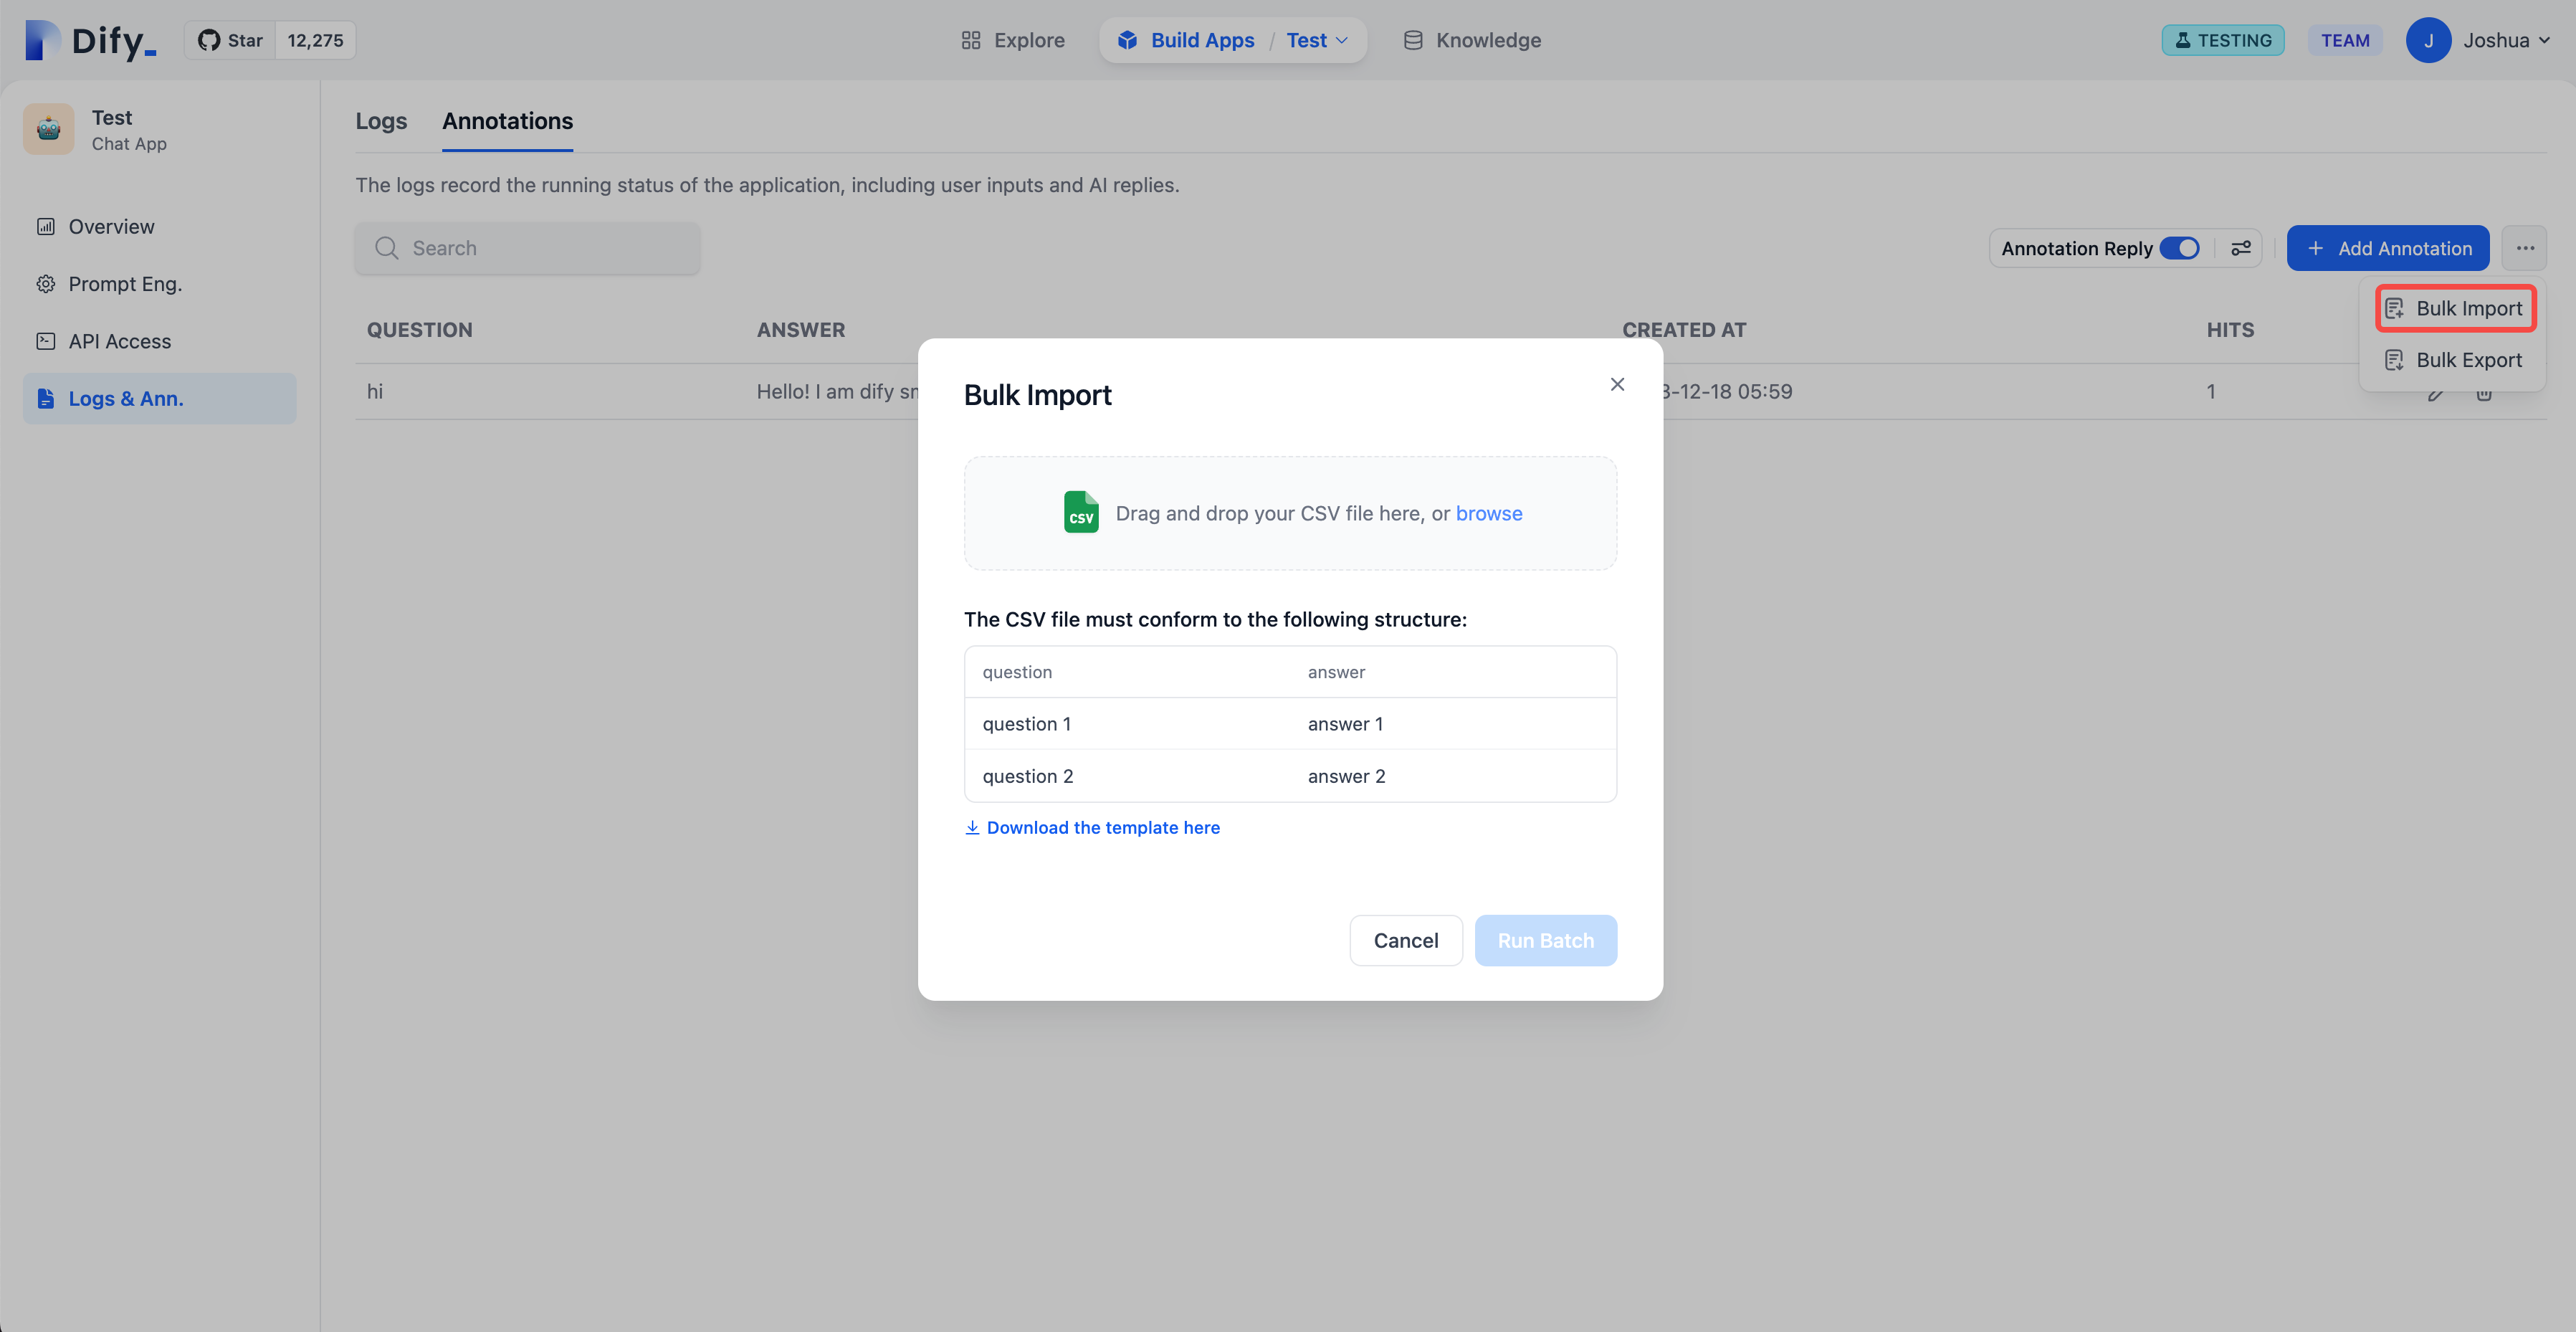 Dify_
Star 12,275
Explore
Build Apps / Test
Knowledge
TESTING
TEAM
J
Joshua
Test
Chat App
Overview
Prompt Eng.
API Access
Logs & Ann.
Logs Annotations
The logs record the running status of the application, including user inputs and AI replies.
Search
Annotation Reply
+ Add Annotation
Bulk Import
Bulk Export
QUESTION ANSWER CREATED AT HITS
hi Hello! I am dify 3-12-18 05:59 1
Bulk Import
CSV
Drag and drop your CSV file here, or browse
The CSV file must conform to the following structure:
question answer
question 1 answer 1
question 2 answer 2
Download the template here
Cancel Run Batch